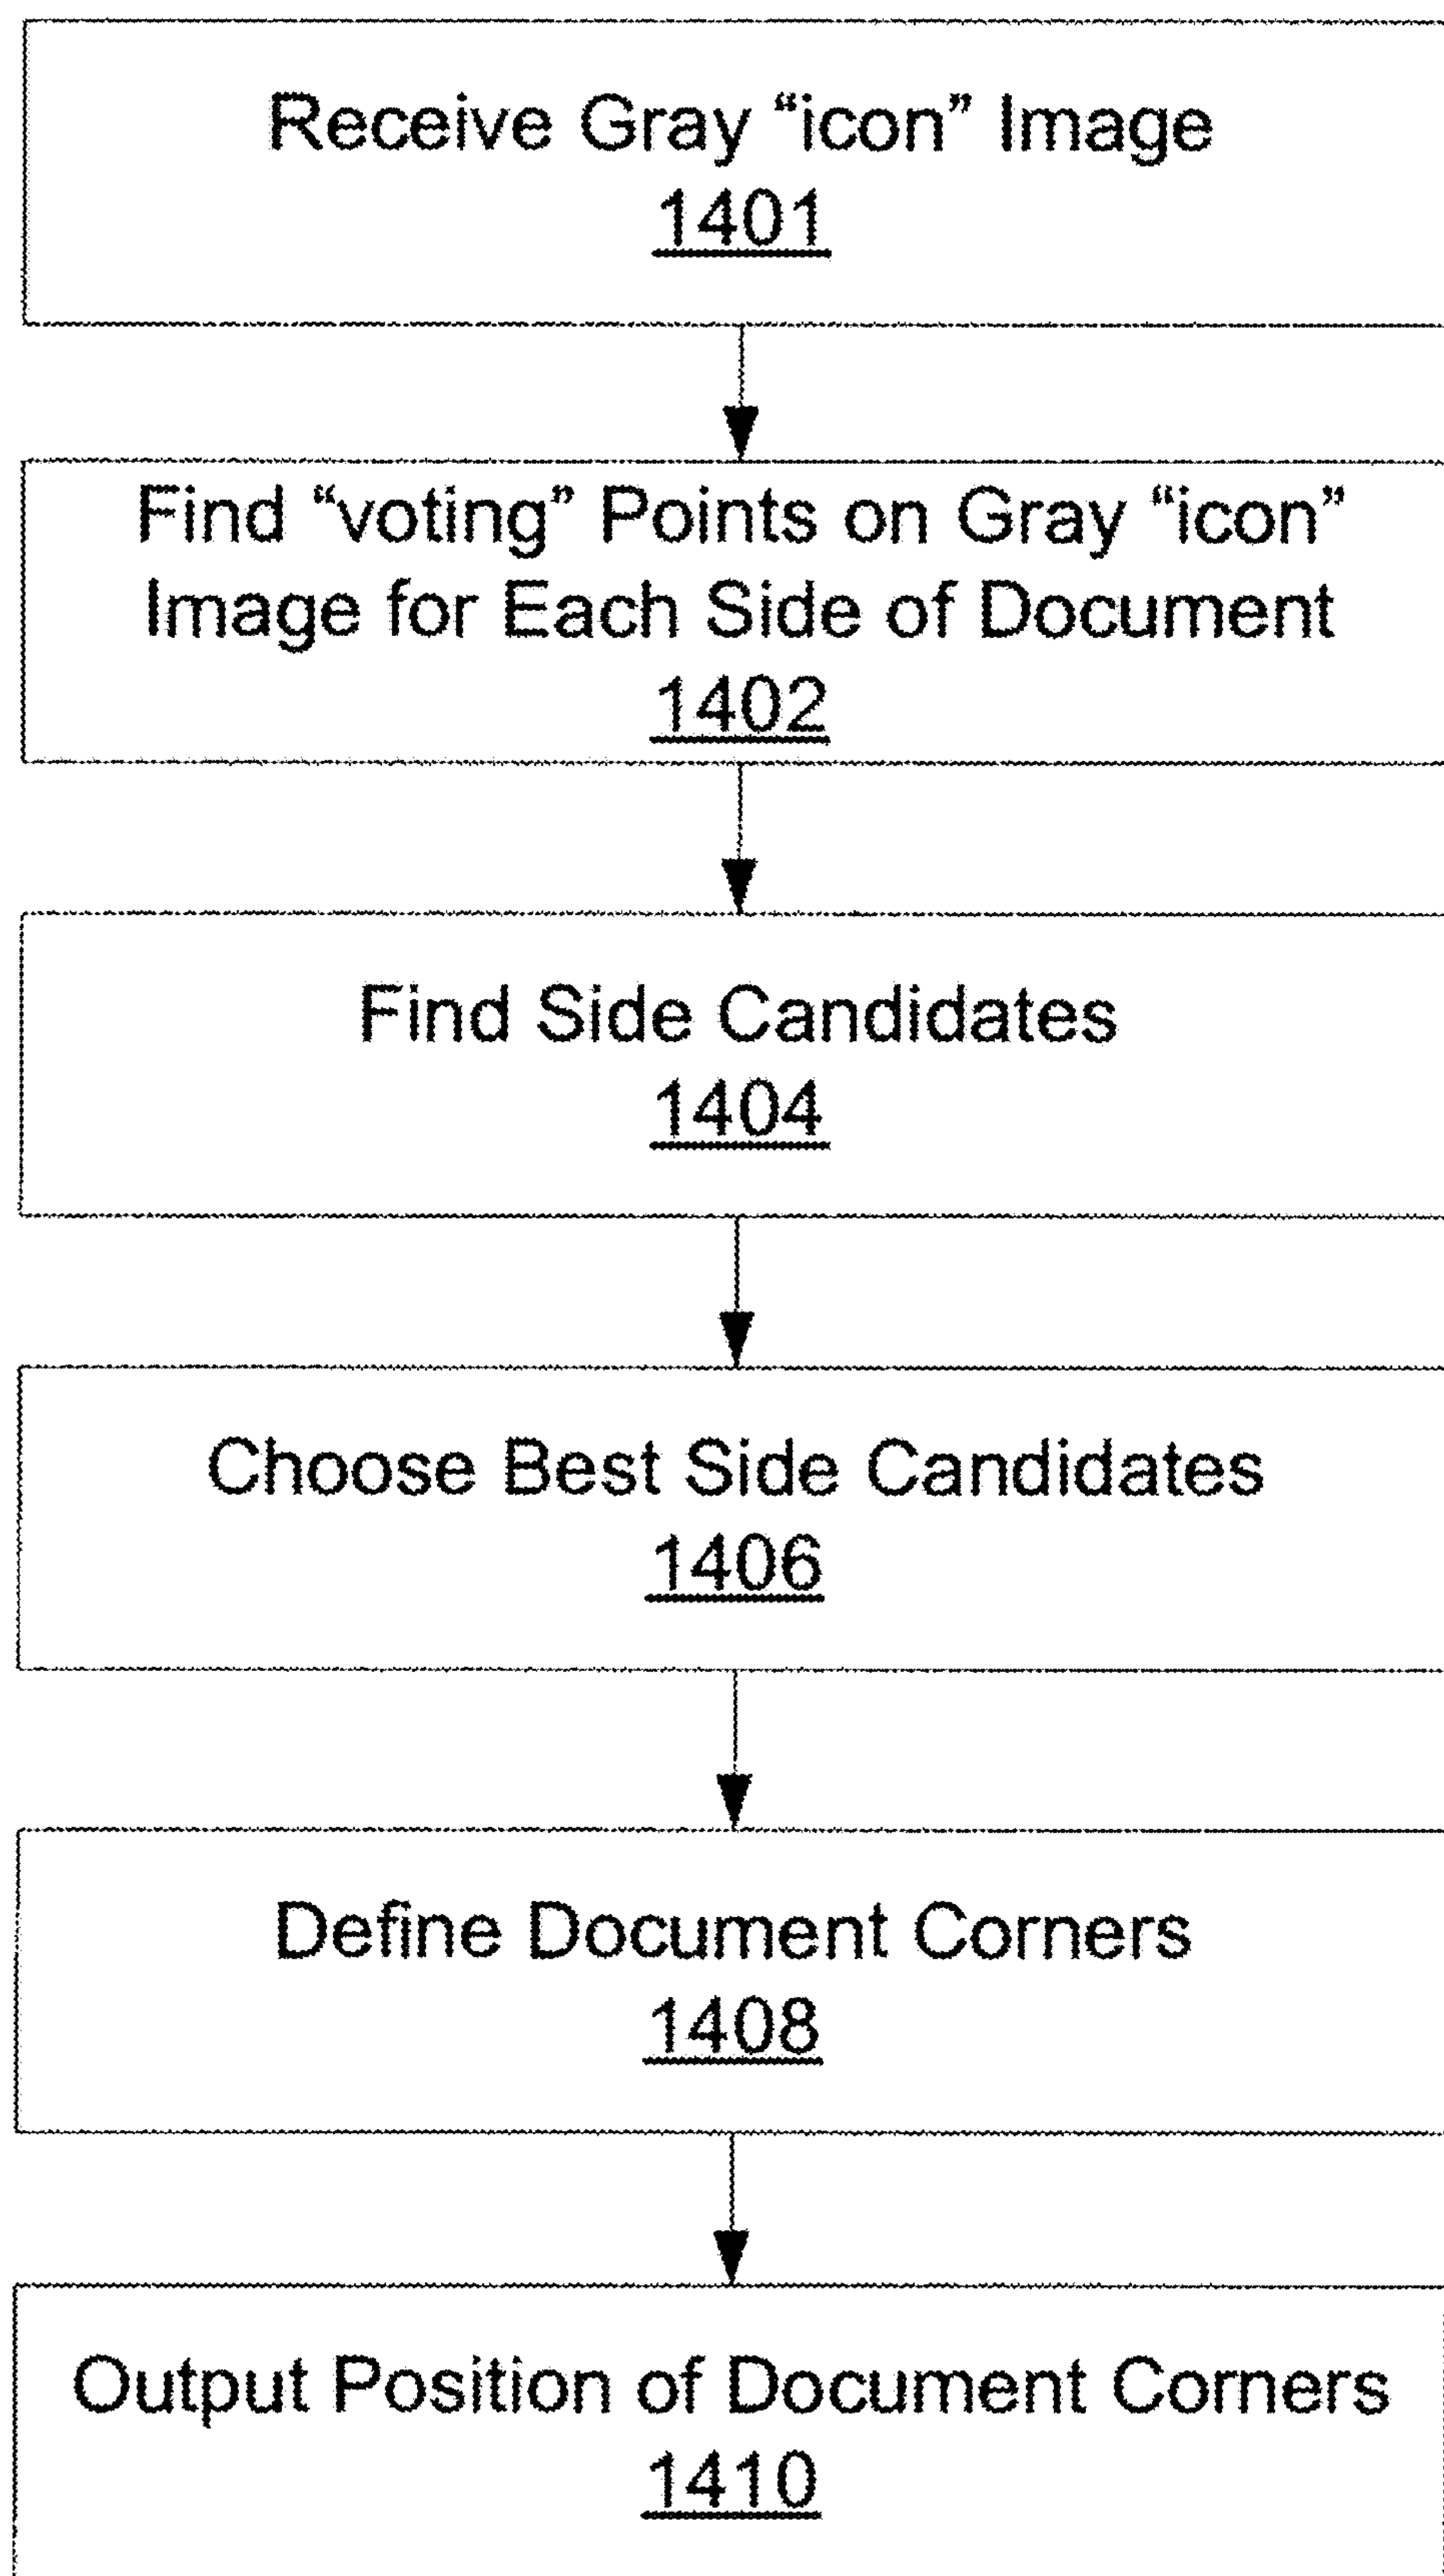 Receive Gray “icon” Image
1401
Find “voting” Points on Gray “icon”
Image for Each Side of Document
1402
Find Side Candidates
1404
Choose Best Side Candidates
1406
Define Document Corners
1408
Output Position of Document Corners
1410